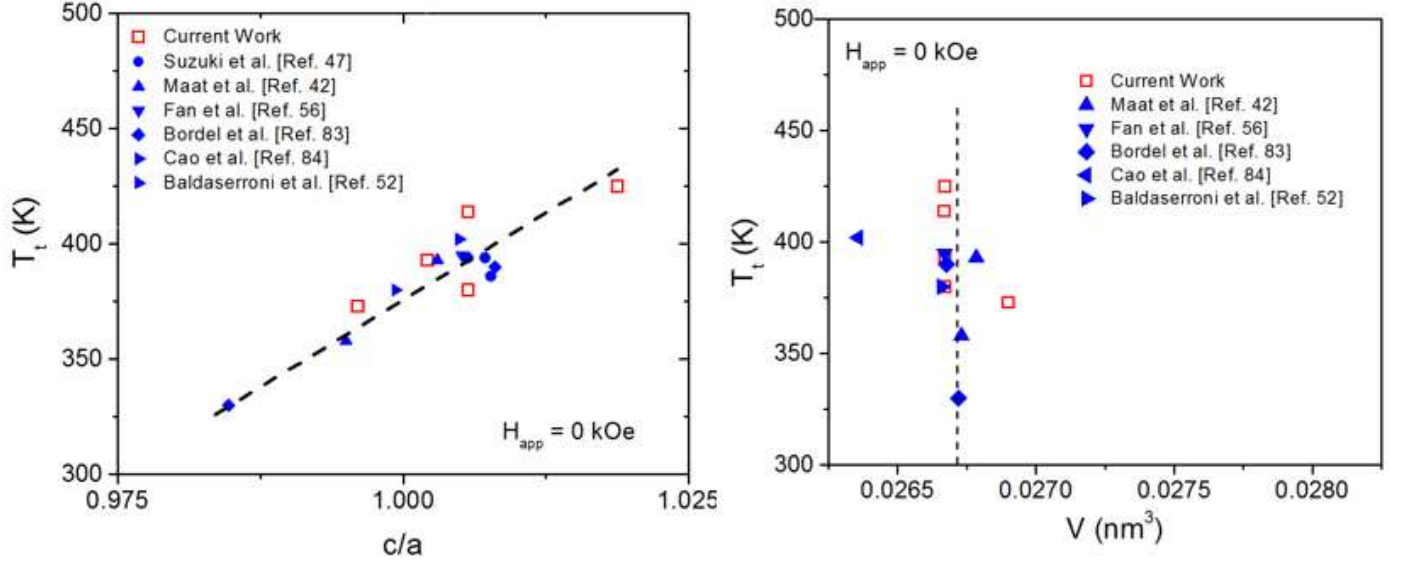 500
450
400
350
300
T_t (K)
Current Work
Suzuki et al. [Ref. 47]
Maat et al. [Ref. 42]
Fan et al. [Ref. 56]
Bordel et al. [Ref. 83]
Cao et al. [Ref. 84]
Baldaserroni et al. [Ref. 52]
H_app = 0 kOe
0.975 1.000 1.025
c/a
500
450
400
350
300
T_t (K)
H_app = 0 kOe
Current Work
Maat et al. [Ref. 42]
Fan et al. [Ref. 56]
Bordel et al. [Ref. 83]
Cao et al. [Ref. 84]
Baldaserroni et al. [Ref. 52]
0.0265 0.0270 0.0275 0.0280
V (nm³)